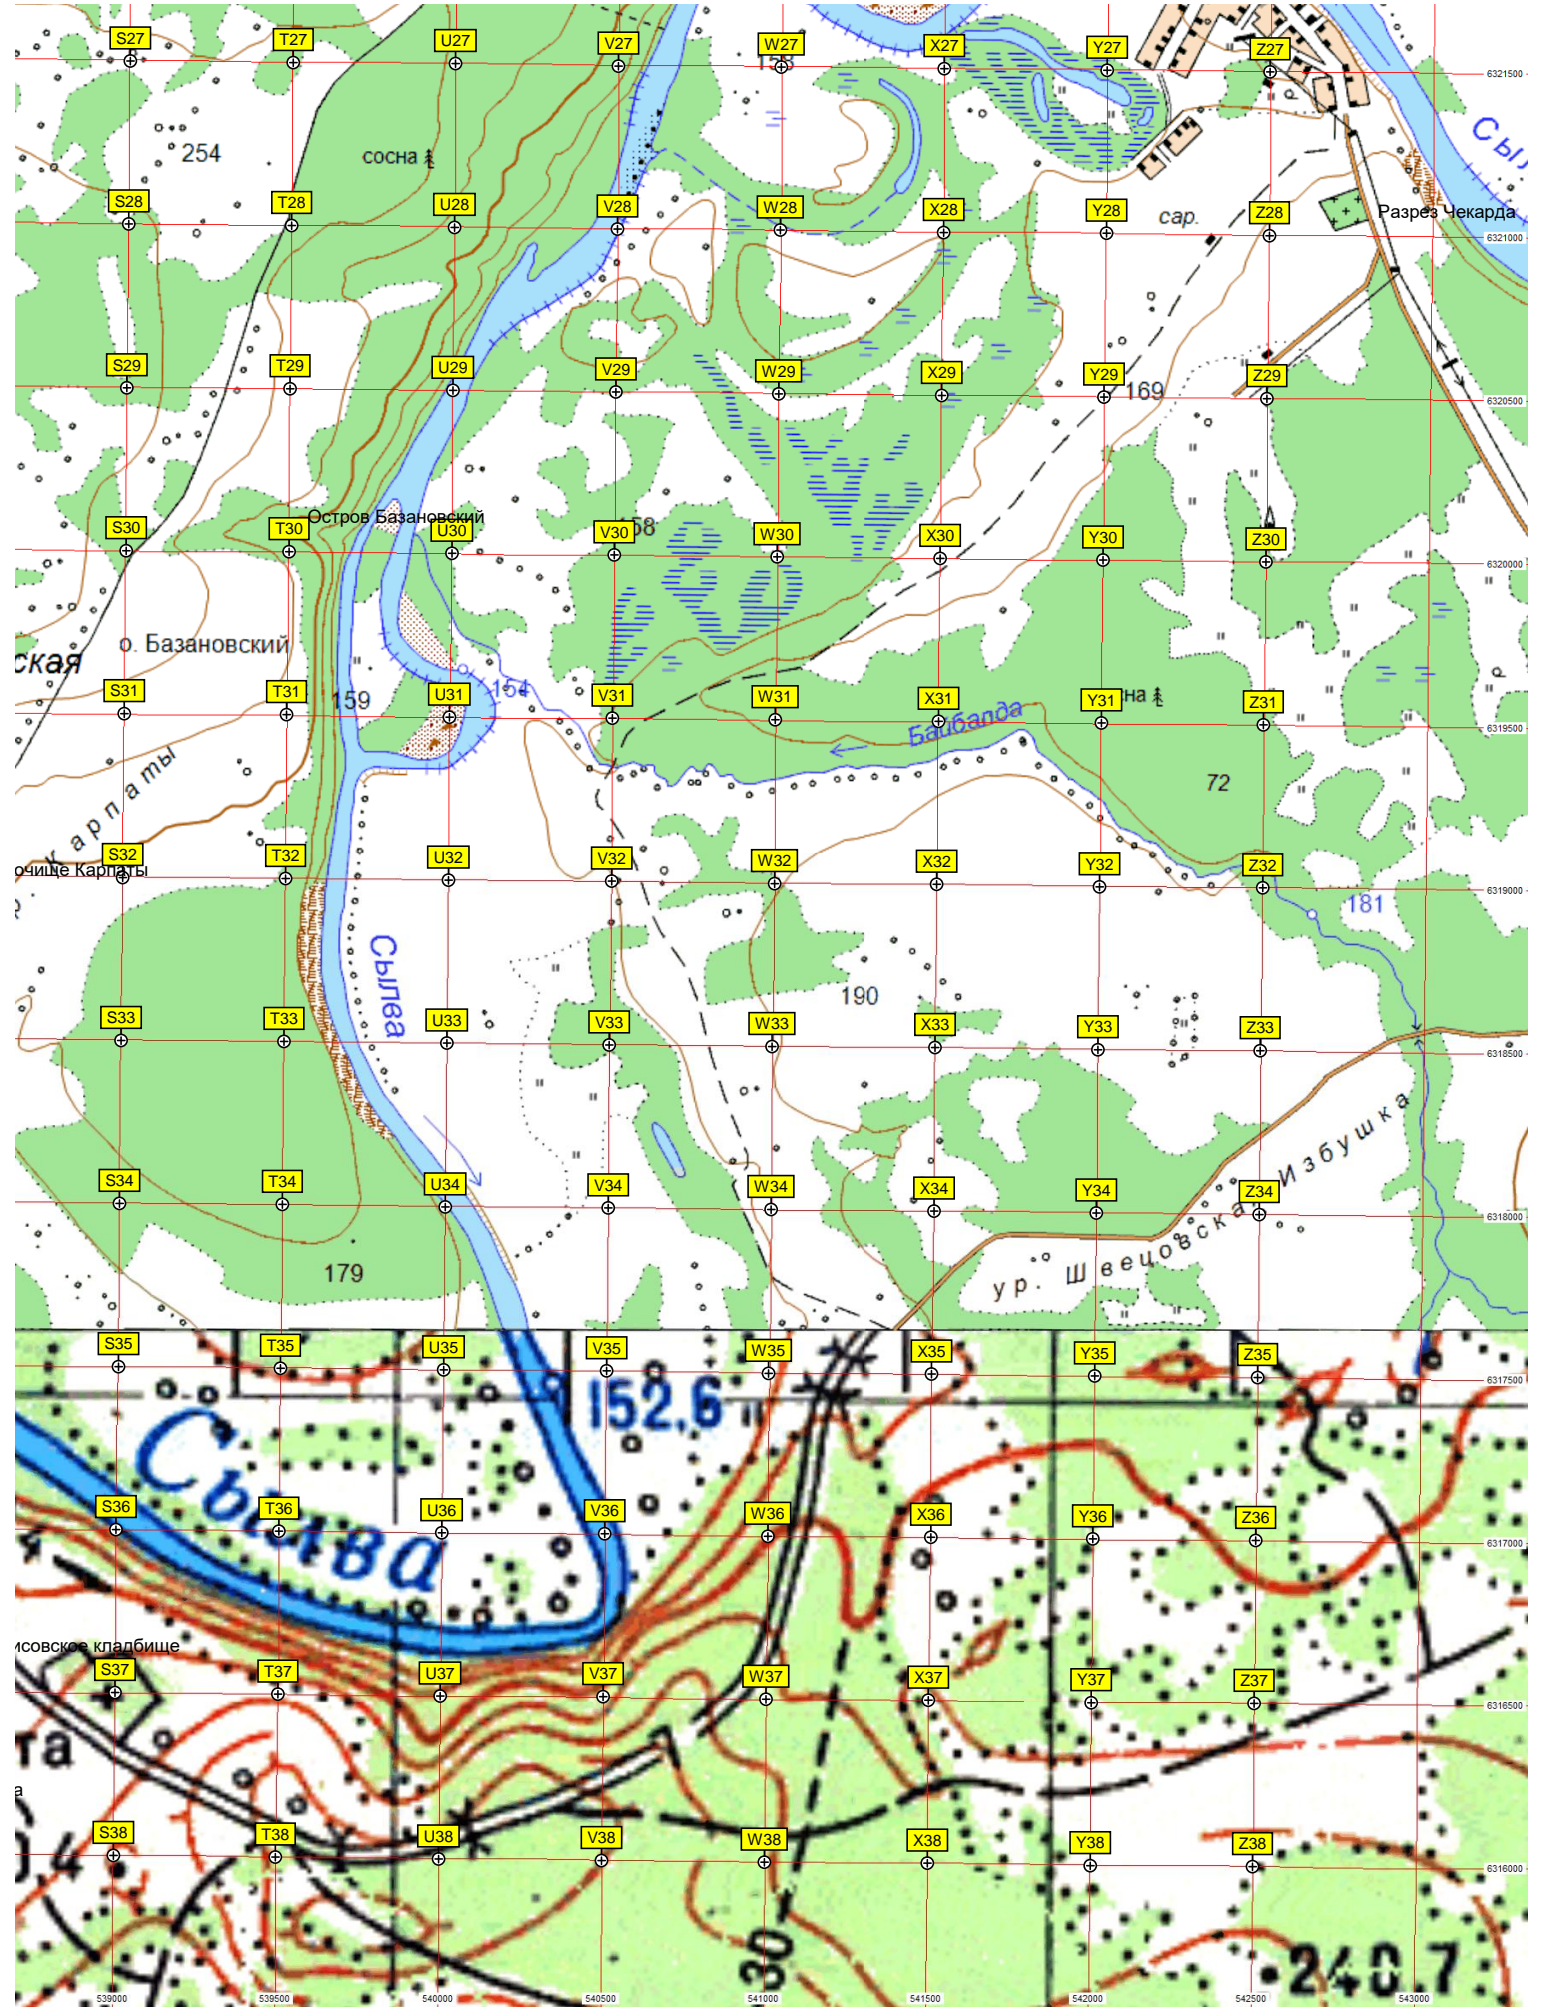 S27 T27 U27 V27 W27 X27 Y27 Z27
158
6321500
254
сосна
S28 T28 U28 V28 W28 X28 Y28 Z28
сар.
Разрез Чекарда
6321000
S29 T29 U29 V29 W29 X29 Y29 Z29
169
6320500
Остров Базановский
S30 T30 U30 V30 W30 X30 Y30 Z30
6320000
о. Базановский
ская
159
154
S31 T31 U31 V31 W31 X31 Y31 Z31
на
Байбалда
6319500
72
Карпаты
S32 T32 U32 V32 W32 X32 Y32 Z32
очище Карпаты
6319000
181
Сылва
190
S33 T33 U33 V33 W33 X33 Y33 Z33
6318500
S34 T34 U34 V34 W34 X34 Y34 Z34
6318000
ур. Швецовская Избушка
179
S35 T35 U35 V35 W35 X35 Y35 Z35
6317500
152,6
Сылва
S36 T36 U36 V36 W36 X36 Y36 Z36
6317000
исовское кладбище
S37 T37 U37 V37 W37 X37 Y37 Z37
6316500
та
а
S38 T38 U38 V38 W38 X38 Y38 Z38
0.4
6316000
30
240.7
539000 539500 540000 540500 541000 541500 542000 542500 543000